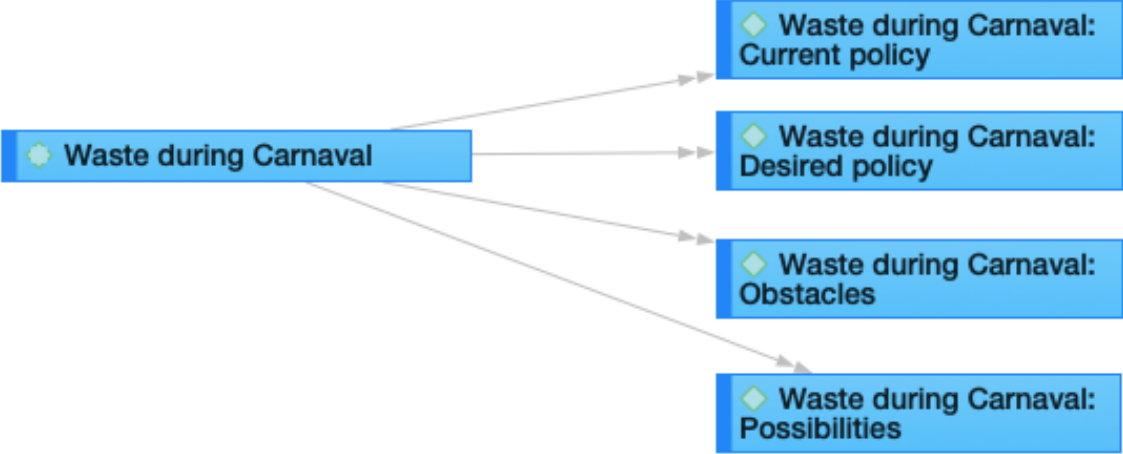 Waste during Carnaval
Waste during Carnaval:
Current policy
Waste during Carnaval:
Desired policy
Waste during Carnaval:
Obstacles
Waste during Carnaval:
Possibilities